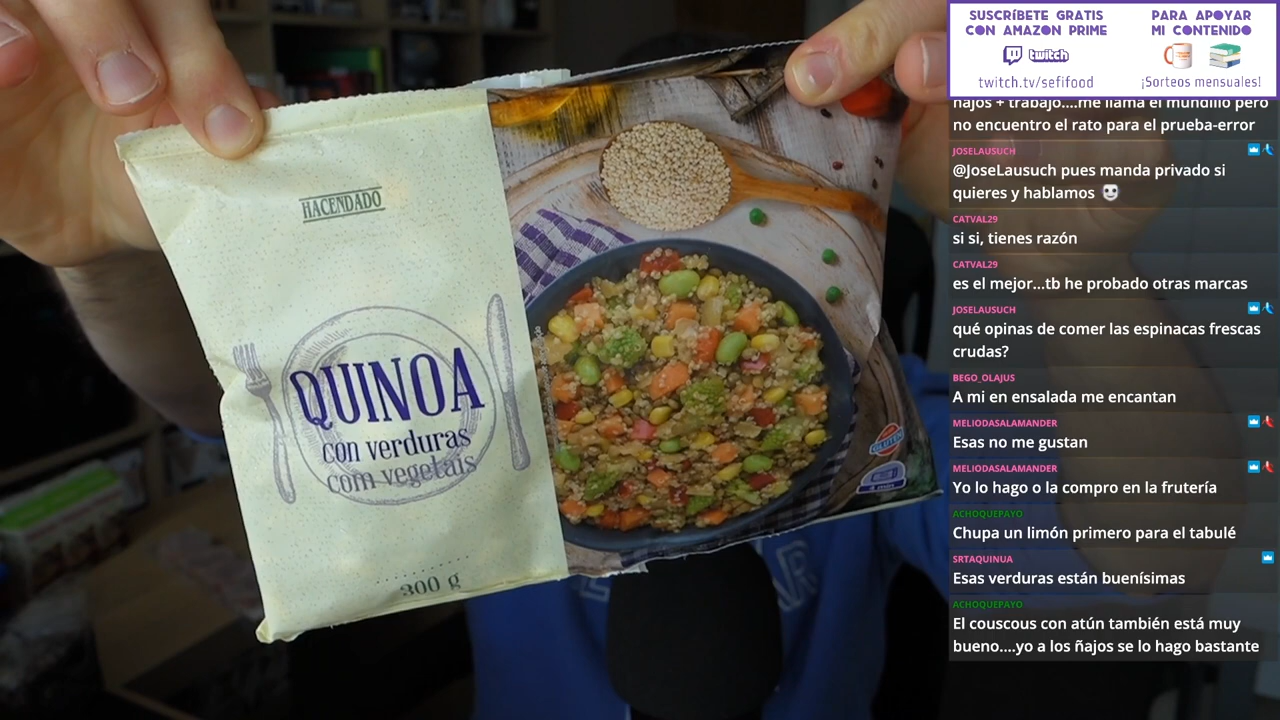 HACENDADO
QUINOA
con verduras
com vegetais
300 g
GLUTEN
SUSCRÍBETE GRATIS
CON AMAZON PRIME
twitch
twitch.tv/sefifood
PARA APOYAR
MI CONTENIDO
¡Sorteos mensuales!
ñajos + trabajo....me llama el mundillo pero
no encuentro el rato para el prueba-error
JOSELAUSUCH
@JoseLausuch pues manda privado si
quieres y hablamos
CATVAL29
si si, tienes razón
CATVAL29
es el mejor...tb he probado otras marcas
JOSELAUSUCH
qué opinas de comer las espinacas frescas
crudas?
BEGO_OLAJUS
A mi en ensalada me encantan
MELIODASALAMANDER
Esas no me gustan
MELIODASALAMANDER
Yo lo hago o la compro en la frutería
ACHOQUEPAYO
Chupa un limón primero para el tabulé
SRTAQUINUA
Esas verduras están buenísimas
ACHOQUEPAYO
El couscous con atún también está muy
bueno....yo a los ñajos se lo hago bastante